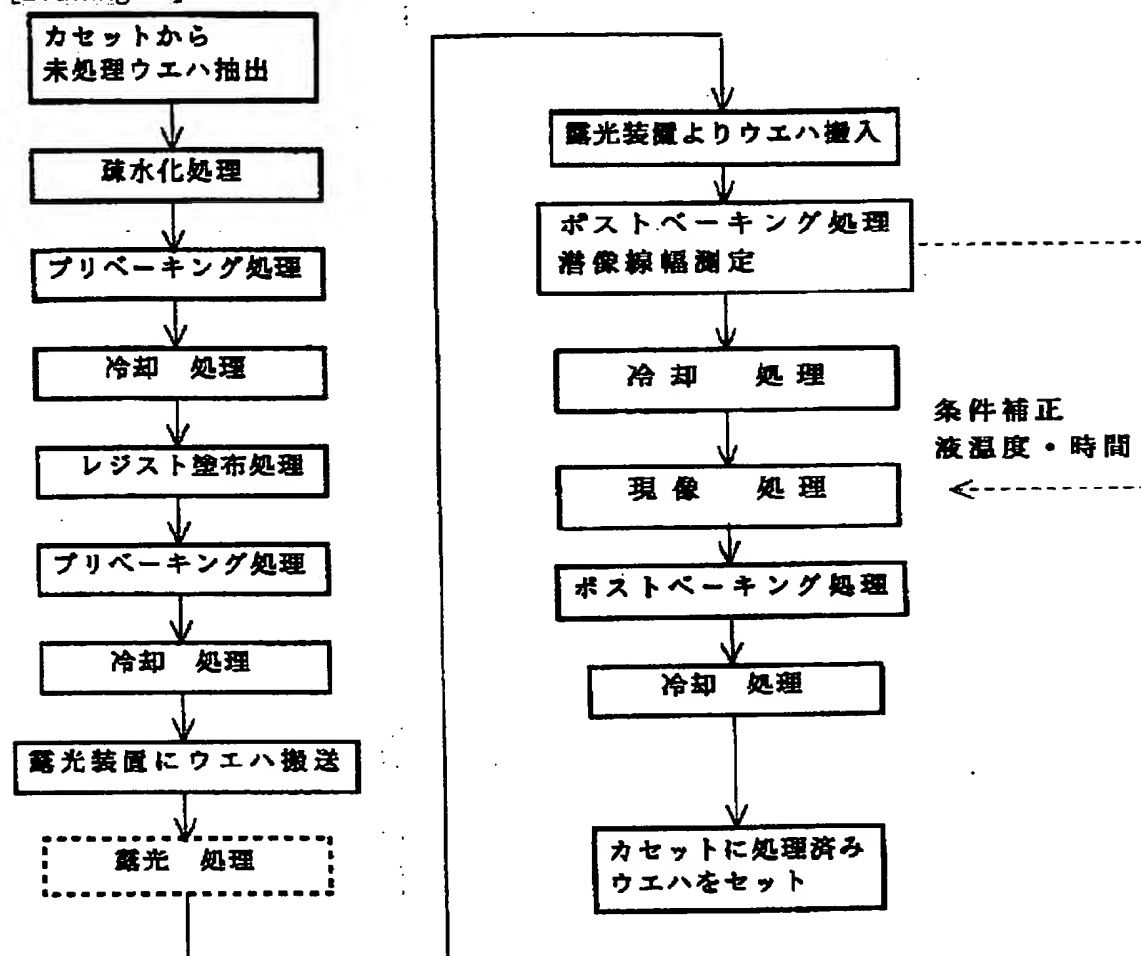 カセットから
未処理ウエハ抽出
疎水化処理
プリベーキング処理
冷却 処理
レジスト塗布処理
プリベーキング処理
冷却 処理
露光装置にウエハ搬送
露光 処理
露光装置よりウエハ搬入
ポストベーキング処理
潜像線幅測定
冷却 処理
条件補正
液温度・時間
現像 処理
ポストベーキング処理
冷却 処理
カセットに処理済み
ウエハをセット